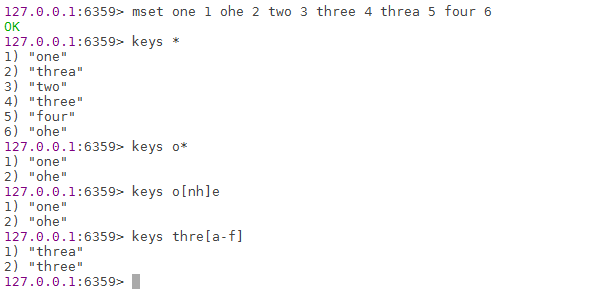 127.0.0.1:6359> mset one 1 ohe 2 two 3 three 4 threa 5 four 6
OK
127.0.0.1:6359> keys *
1) "one"
2) "threa"
3) "two"
4) "three"
5) "four"
6) "ohe"
127.0.0.1:6359> keys o*
1) "one"
2) "ohe"
127.0.0.1:6359> keys o[nh]e
1) "one"
2) "ohe"
127.0.0.1:6359> keys thre[a-f]
1) "threa"
2) "three"
127.0.0.1:6359>